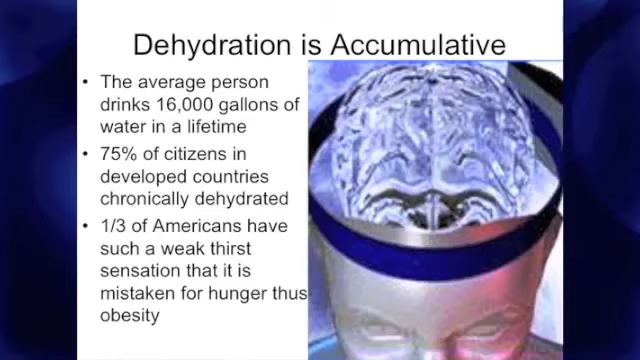 Dehydration is Accumulative
• The average person
drinks 16,000 gallons of
water in a lifetime
• 75% of citizens in
developed countries
chronically dehydrated
• 1/3 of Americans have
such a weak thirst
sensation that it is
mistaken for hunger thus
obesity